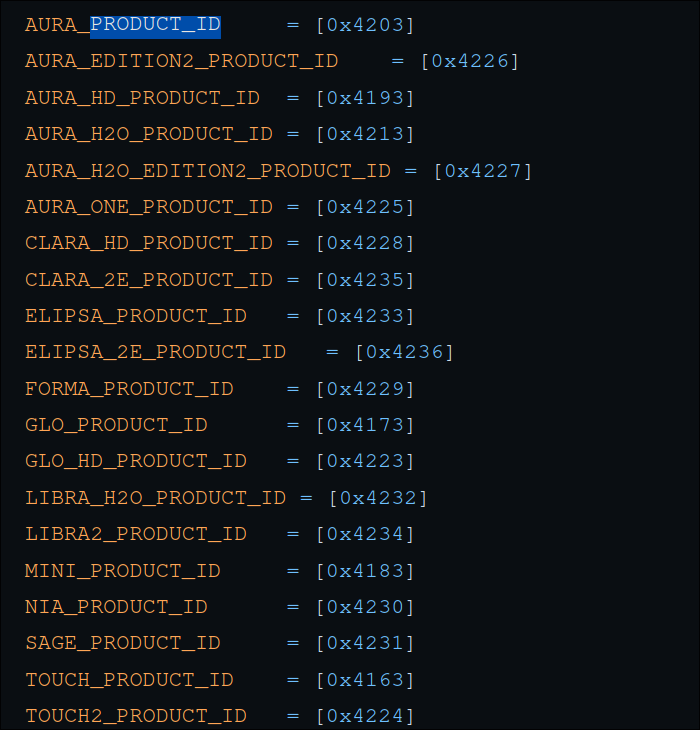 AURA_PRODUCT_ID     = [0x4203]
AURA_EDITION2_PRODUCT_ID    = [0x4226]
AURA_HD_PRODUCT_ID  = [0x4193]
AURA_H2O_PRODUCT_ID = [0x4213]
AURA_H2O_EDITION2_PRODUCT_ID = [0x4227]
AURA_ONE_PRODUCT_ID = [0x4225]
CLARA_HD_PRODUCT_ID = [0x4228]
CLARA_2E_PRODUCT_ID = [0x4235]
ELIPSA_PRODUCT_ID   = [0x4233]
ELIPSA_2E_PRODUCT_ID   = [0x4236]
FORMA_PRODUCT_ID    = [0x4229]
GLO_PRODUCT_ID      = [0x4173]
GLO_HD_PRODUCT_ID   = [0x4223]
LIBRA_H2O_PRODUCT_ID = [0x4232]
LIBRA2_PRODUCT_ID   = [0x4234]
MINI_PRODUCT_ID     = [0x4183]
NIA_PRODUCT_ID      = [0x4230]
SAGE_PRODUCT_ID     = [0x4231]
TOUCH_PRODUCT_ID    = [0x4163]
TOUCH2_PRODUCT_ID   = [0x4224]